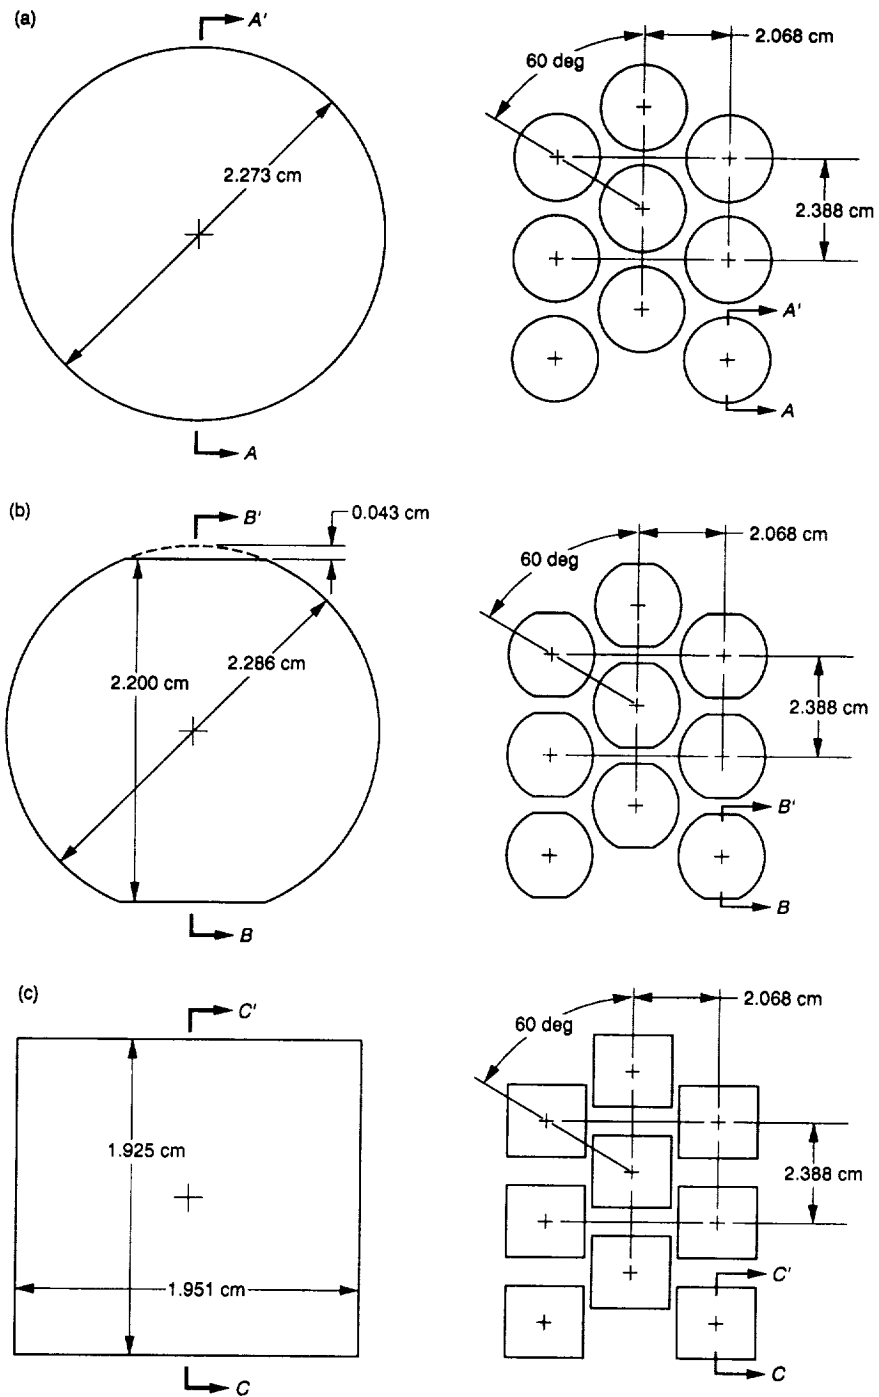 (a)
A'
2.273 cm
A
60 deg
2.068 cm
2.388 cm
A'
A
(b)
B'
0.043 cm
2.200 cm
2.286 cm
B
60 deg
2.068 cm
2.388 cm
B'
B
(c)
C'
1.925 cm
1.951 cm
C
60 deg
2.068 cm
2.388 cm
C'
C